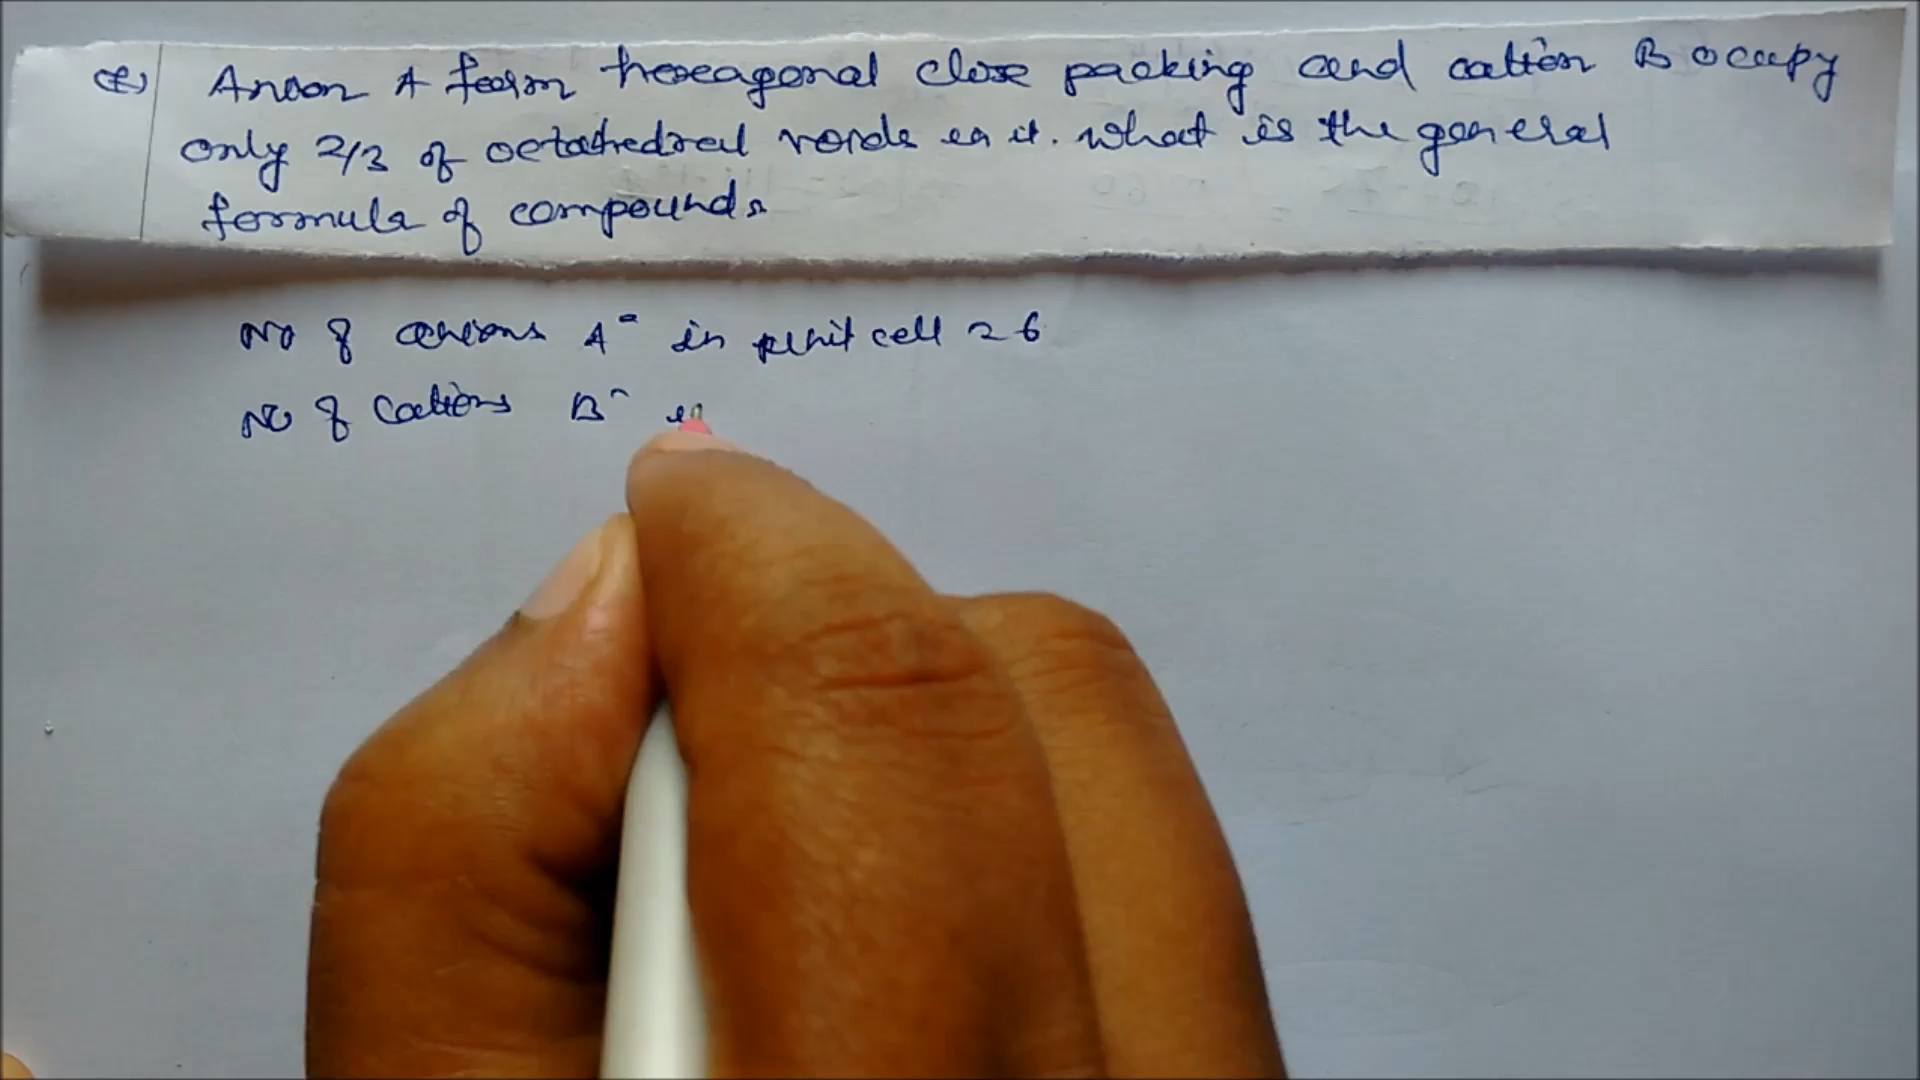 Q) Anion A form hexagonal close packing and cation B occupy
only 2/3 of octahedral voids in it. what is the general
formula of compounds
No of anions A⁻ in unit cell = 6
No of cations B⁻ in